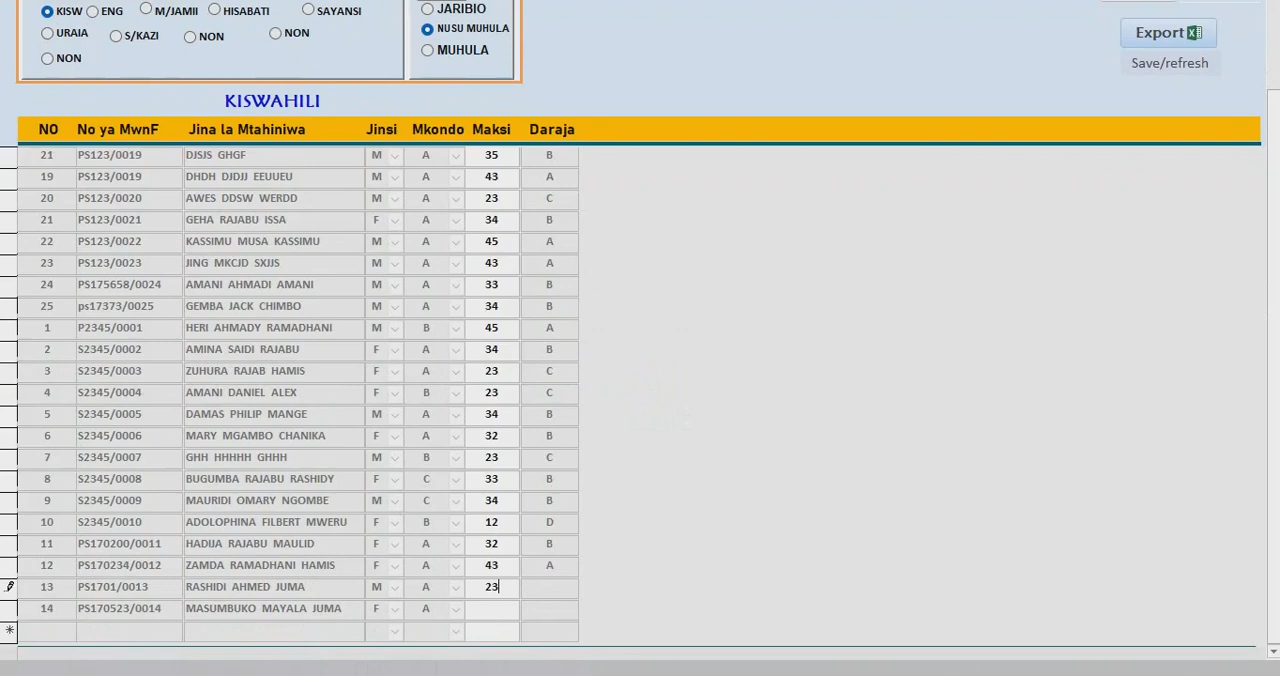 KISW ENG M/JAMII HISABATI SAYANSI
URAIA S/KAZI NON NON
NON
JARIBIO
NUSU MUHULA
MUHULA
Export
Save/refresh
KISWAHILI
NO No ya MwnF Jina la Mtahiniwa Jinsi Mkondo Maksi Daraja
21 PS123/0019 DJSJS GHGF M A 35 B
19 PS123/0019 DHDH DJDJJ EEUUEU M A 43 A
20 PS123/0020 AWES DDSW WERDD M A 23 C
21 PS123/0021 GEHA RAJABU ISSA F A 34 B
22 PS123/0022 KASSIMU MUSA KASSIMU M A 45 A
23 PS123/0023 JING MKCJD SXJJS M A 43 A
24 PS175658/0024 AMANI AHMADI AMANI M A 33 B
25 ps17373/0025 GEMBA JACK CHIMBO M A 34 B
1 P2345/0001 HERI AHMADY RAMADHANI M B 45 A
2 S2345/0002 AMINA SAIDI RAJABU F A 34 B
3 S2345/0003 ZUHURA RAJAB HAMIS F A 23 C
4 S2345/0004 AMANI DANIEL ALEX F B 23 C
5 S2345/0005 DAMAS PHILIP MANGE M A 34 B
6 S2345/0006 MARY MGAMBO CHANIKA F A 32 B
7 S2345/0007 GHH HHHHH GHHH M B 23 C
8 S2345/0008 BUGUMBA RAJABU RASHIDY F C 33 B
9 S2345/0009 MAURIDI OMARY NGOMBE M C 34 B
10 S2345/0010 ADOLOPHINA FILBERT MWERU F B 12 D
11 PS170200/0011 HADIJA RAJABU MAULID F A 32 B
12 PS170234/0012 ZAMDA RAMADHANI HAMIS F A 43 A
13 PS1701/0013 RASHIDI AHMED JUMA M A 23
14 PS170523/0014 MASUMBUKO MAYALA JUMA F A